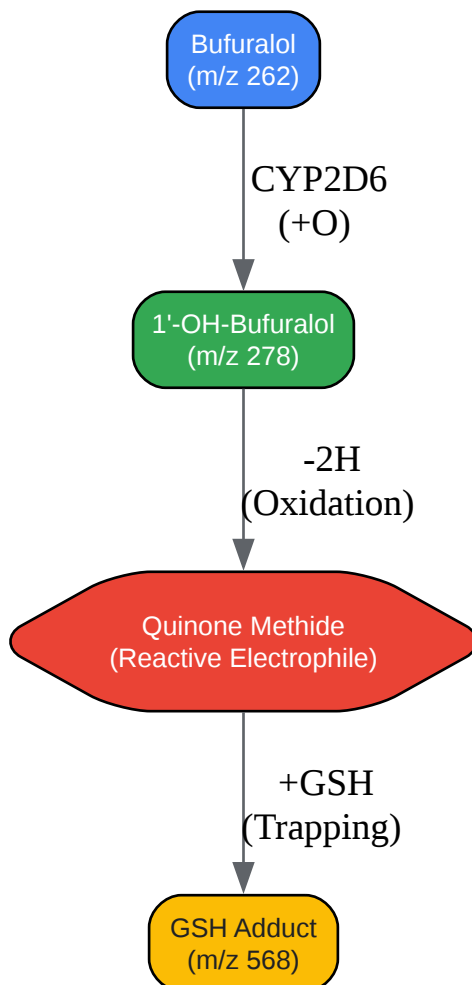 Bufuralol
(m/z 262)
CYP2D6
(+O)
1'-OH-Bufuralol
(m/z 278)
-2H
(Oxidation)
Quinone Methide
(Reactive Electrophile)
+GSH
(Trapping)
GSH Adduct
(m/z 568)